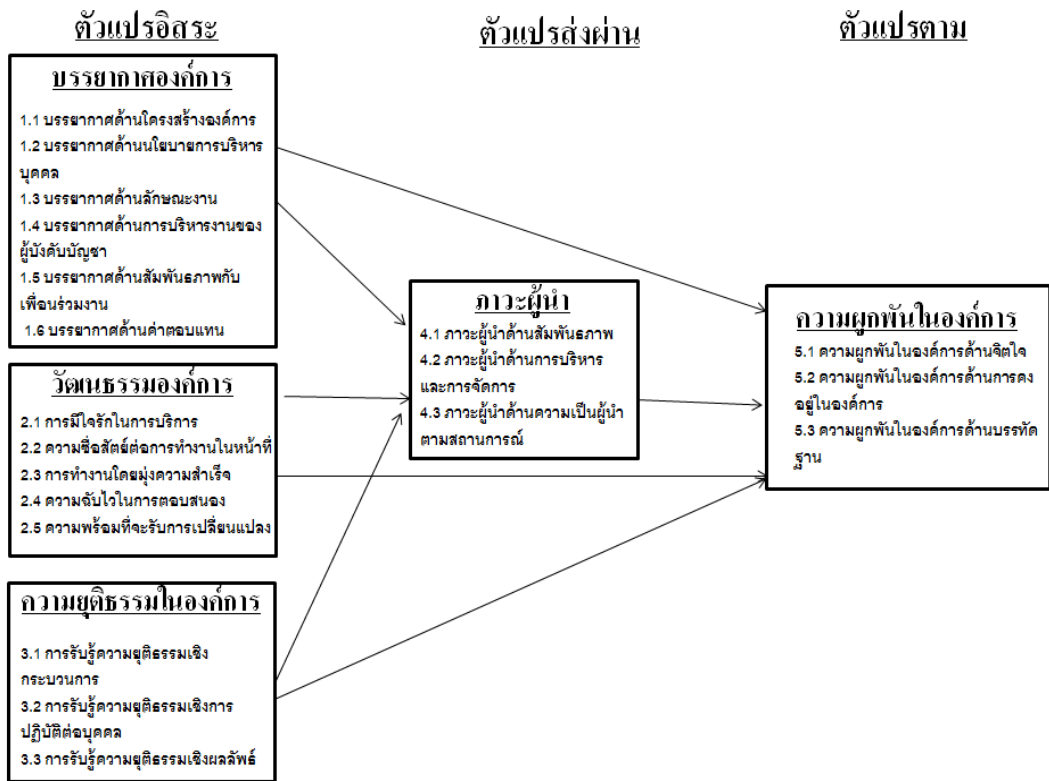 ตัวแปรอิสระ
ตัวแปรส่งผ่าน
ตัวแปรตาม
บรรยากาศองค์การ
1.1 บรรยากาศด้านโครงสร้างองค์การ
1.2 บรรยากาศด้านนโยบายการบริหาร
บุคคล
1.3 บรรยากาศด้านลักษณะงาน
1.4 บรรยากาศด้านการบริหารงานของ
ผู้บังคับบัญชา
1.5 บรรยากาศด้านสัมพันธภาพกับ
เพื่อนร่วมงาน
1.6 บรรยากาศด้านค่าตอบแทน
วัฒนธรรมองค์การ
2.1 การมีใจรักในการบริการ
2.2 ความซื่อสัตย์ต่อการทำงานในหน้าที่
2.3 การทำงานโดยมุ่งความสำเร็จ
2.4 ความฉับไวในการตอบสนอง
2.5 ความพร้อมที่จะรับการเปลี่ยนแปลง
ความยุติธรรมในองค์การ
3.1 การรับรู้ความยุติธรรมเชิง
กระบวนการ
3.2 การรับรู้ความยุติธรรมเชิงการ
ปฏิบัติต่อบุคคล
3.3 การรับรู้ความยุติธรรมเชิงผลลัพธ์
ภาวะผู้นำ
4.1 ภาวะผู้นำด้านสัมพันธภาพ
4.2 ภาวะผู้นำด้านการบริหาร
และการจัดการ
4.3 ภาวะผู้นำด้านความเป็นผู้นำ
ตามสถานการณ์
ความผูกพันในองค์การ
5.1 ความผูกพันในองค์การด้านจิตใจ
5.2 ความผูกพันในองค์การด้านการคง
อยู่ในองค์การ
5.3 ความผูกพันในองค์การด้านบรรทัด
ฐาน